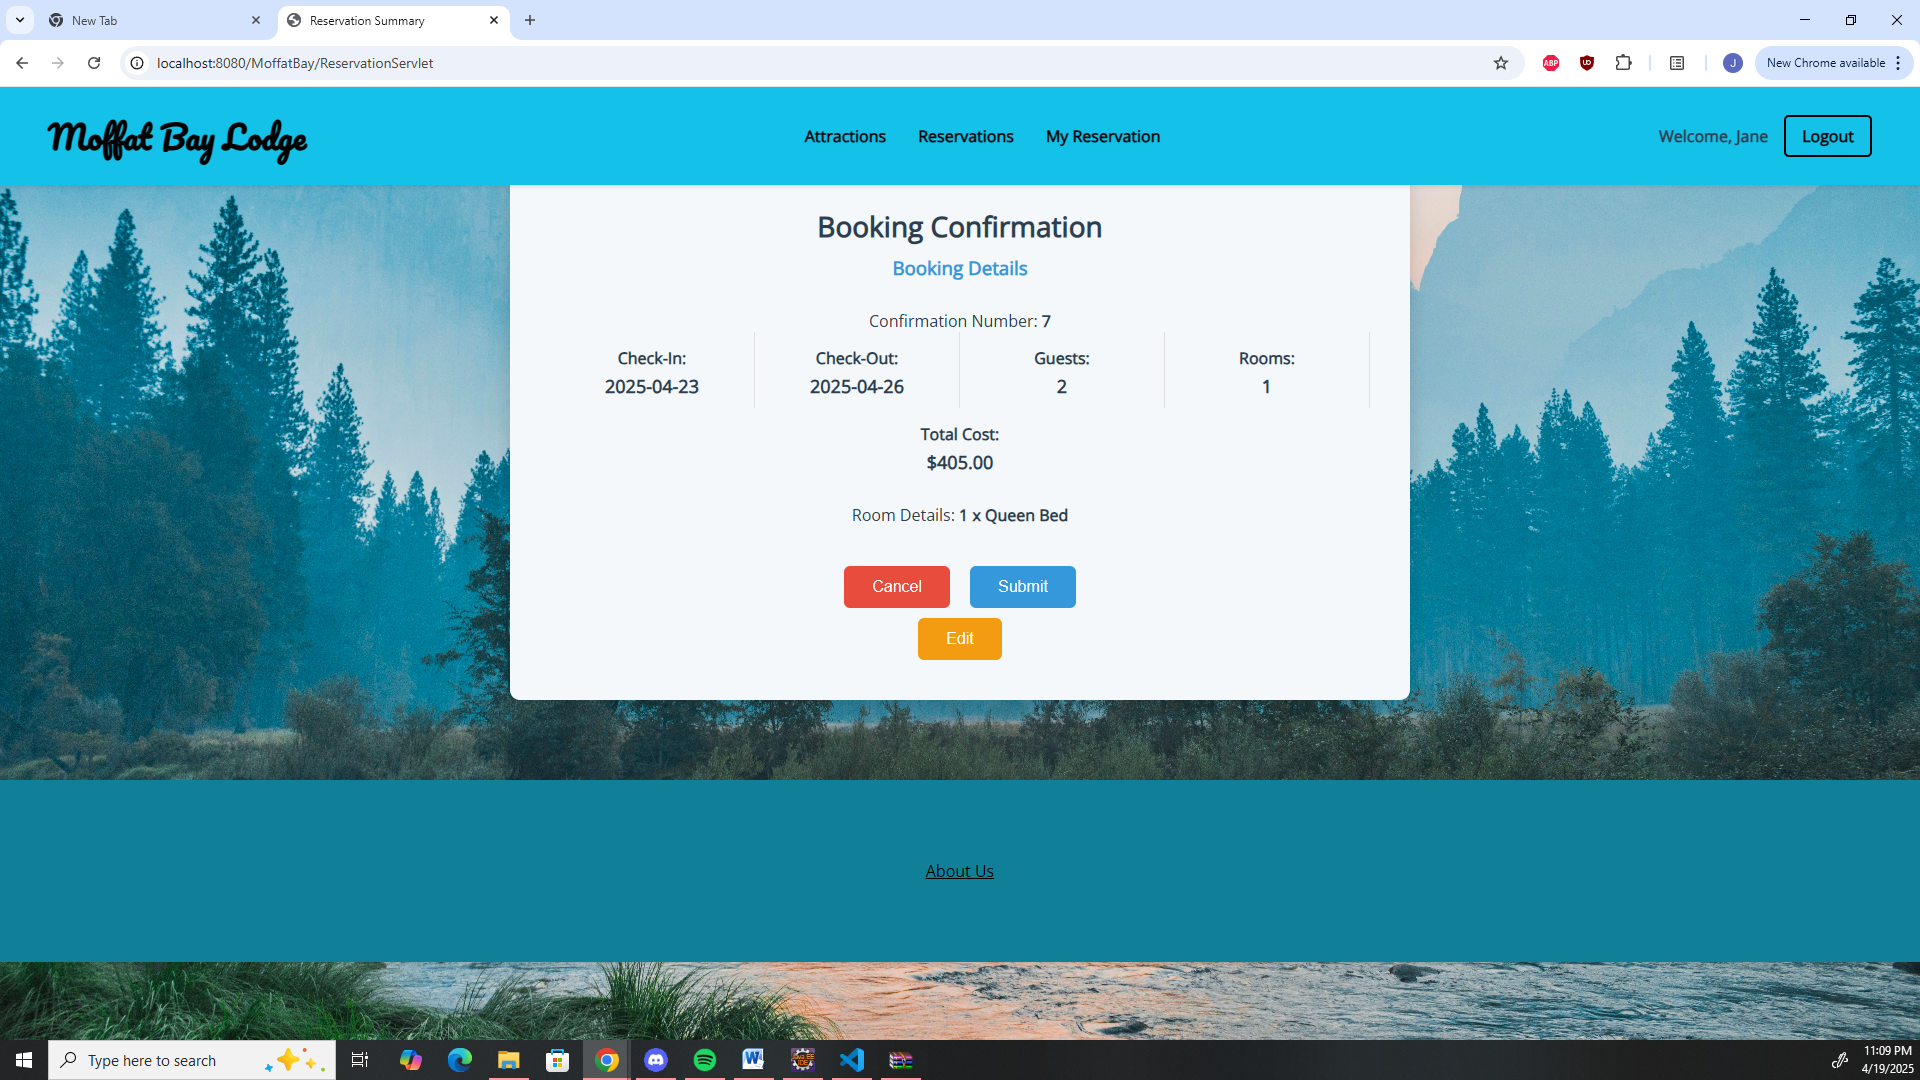 New Tab
Reservation Summary
localhost:8080/MoffatBay/ReservationServlet
ABP
UD
J
New Chrome available
Moffat Bay Lodge
Attractions
Reservations
My Reservation
Welcome, Jane
Logout
Booking Confirmation
Booking Details
Confirmation Number: 7
Check-In:
Check-Out:
Guests:
Rooms:
2025-04-23
2025-04-26
2
1
Total Cost:
$405.00
Room Details: 1 x Queen Bed
Cancel
Submit
Edit
About Us
Type here to search
11:09 PM
4/19/2025